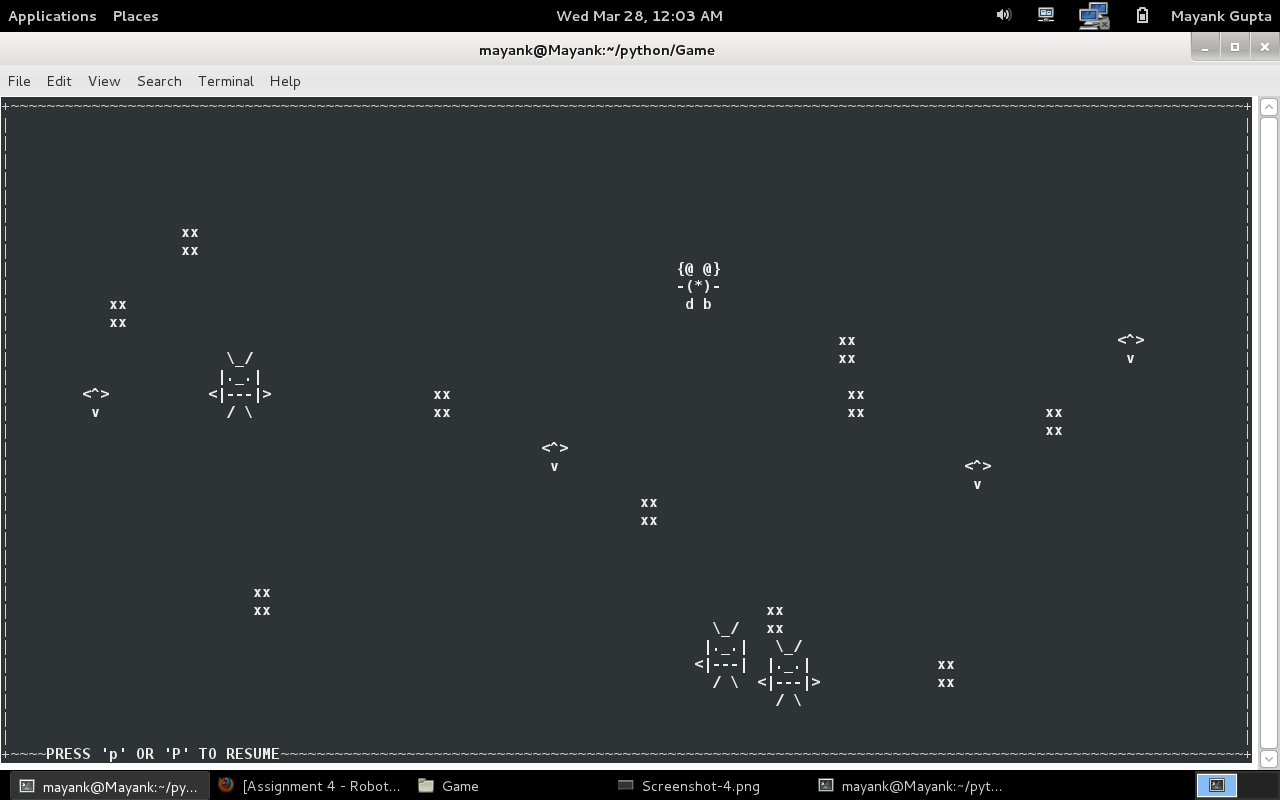 Applications Places Wed Mar 28, 12:03 AM Mayank Gupta
mayank@Mayank:~/python/Game
File Edit View Search Terminal Help
xx
xx
{@ @}
-(*)-
d b
xx
xx
xx <^>
\_/ xx v
|._.|
<^> <|---|> xx xx
v / \ xx xx xx
xx
<^>
v <^>
v
xx
xx
xx
xx xx
\_/ xx
|._.| \_/
<|---| |._.| xx
/ \ <|---|> xx
/ \
PRESS 'p' OR 'P' TO RESUME
mayank@Mayank:~/py... [Assignment 4 - Robot... Game Screenshot-4.png mayank@Mayank:~/pyt...